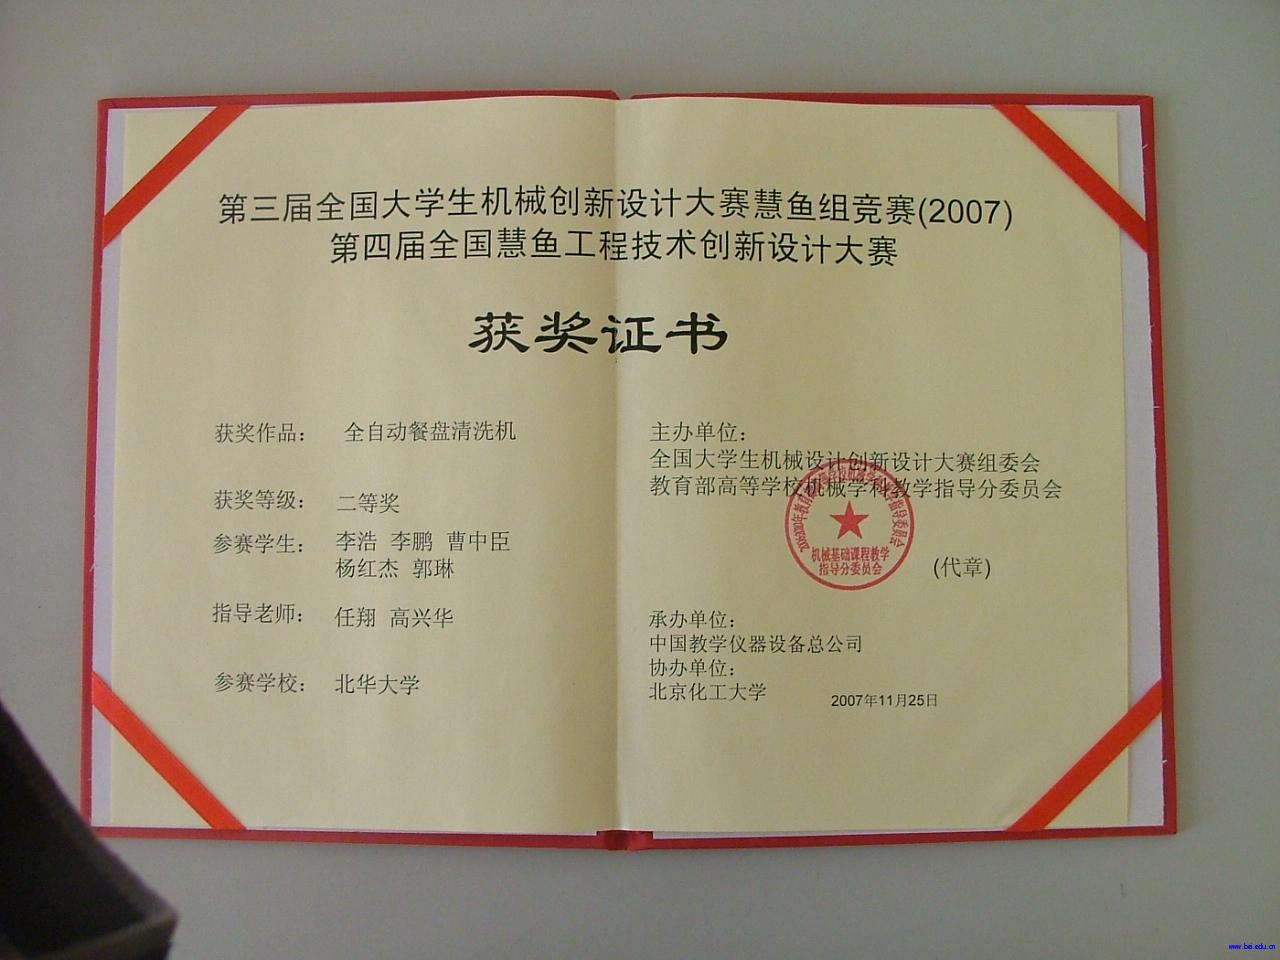 第三届全国大学生机械创新设计大赛慧鱼组竞赛(2007)
第四届全国慧鱼工程技术创新设计大赛
获奖证书
获奖作品： 全自动餐盘清洗机
获奖等级： 二等奖
参赛学生： 李浩 李鹏 曹中臣
杨红杰 郭琳
指导老师： 任翔 高兴华
参赛学校： 北华大学
主办单位：
全国大学生机械设计创新设计大赛组委会
教育部高等学校机械学科教学指导分委员会
机械基础课程教学
指导分委员会
(代章)
承办单位：
中国教学仪器设备总公司
协办单位：
北京化工大学
2007年11月25日
www.bei.edu.cn